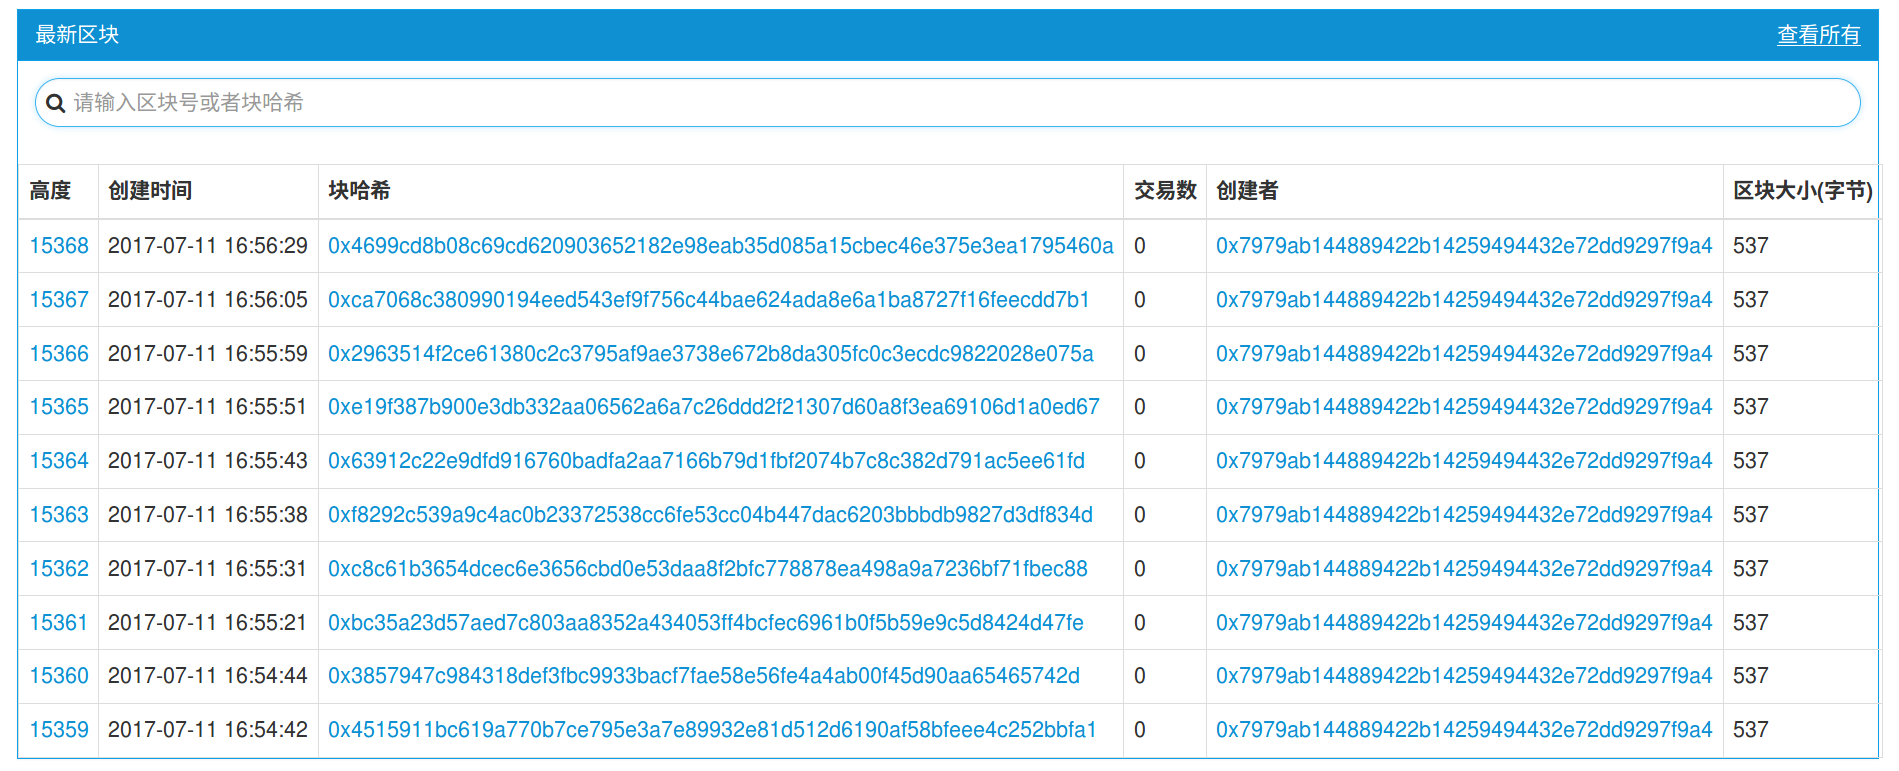 最新区块 查看所有
请输入区块号或者块哈希
高度 创建时间 块哈希 交易数 创建者 区块大小(字节)
15368 2017-07-11 16:56:29 0x4699cd8b08c69cd620903652182e98eab35d085a15cbec46e375e3ea1795460a 0 0x7979ab144889422b14259494432e72dd9297f9a4 537
15367 2017-07-11 16:56:05 0xca7068c380990194eed543ef9f756c44bae624ada8e6a1ba8727f16feecdd7b1 0 0x7979ab144889422b14259494432e72dd9297f9a4 537
15366 2017-07-11 16:55:59 0x2963514f2ce61380c2c3795af9ae3738e672b8da305fc0c3ecdc9822028e075a 0 0x7979ab144889422b14259494432e72dd9297f9a4 537
15365 2017-07-11 16:55:51 0xe19f387b900e3db332aa06562a6a7c26ddd2f21307d60a8f3ea69106d1a0ed67 0 0x7979ab144889422b14259494432e72dd9297f9a4 537
15364 2017-07-11 16:55:43 0x63912c22e9dfd916760badfa2aa7166b79d1fbf2074b7c8c382d791ac5ee61fd 0 0x7979ab144889422b14259494432e72dd9297f9a4 537
15363 2017-07-11 16:55:38 0xf8292c539a9c4ac0b23372538cc6fe53cc04b447dac6203bbbdb9827d3df834d 0 0x7979ab144889422b14259494432e72dd9297f9a4 537
15362 2017-07-11 16:55:31 0xc8c61b3654dcec6e3656cbd0e53daa8f2bfc778878ea498a9a7236bf71fbec88 0 0x7979ab144889422b14259494432e72dd9297f9a4 537
15361 2017-07-11 16:55:21 0xbc35a23d57aed7c803aa8352a434053ff4bcfec6961b0f5b59e9c5d8424d47fe 0 0x7979ab144889422b14259494432e72dd9297f9a4 537
15360 2017-07-11 16:54:44 0x3857947c984318def3fbc9933bacf7fae58e56fe4a4ab00f45d90aa65465742d 0 0x7979ab144889422b14259494432e72dd9297f9a4 537
15359 2017-07-11 16:54:42 0x4515911bc619a770b7ce795e3a7e89932e81d512d6190af58bfeee4c252bbfa1 0 0x7979ab144889422b14259494432e72dd9297f9a4 537